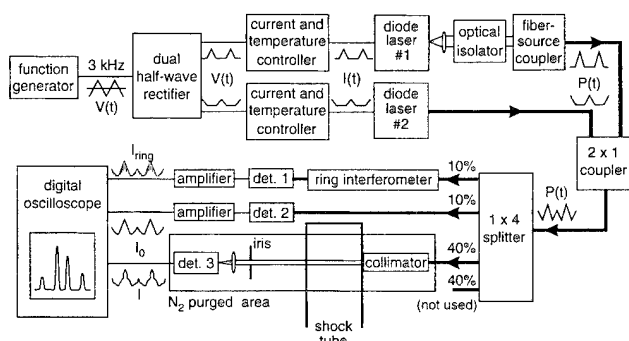 function
generator
3 kHz
V(t)
dual
half-wave
rectifier
current and
temperature
controller
V(t)
I(t)
diode
laser
#1
optical
isolator
fiber-
source
coupler
P(t)
current and
temperature
controller
diode
laser
#2
2 x 1
coupler
digital
oscilloscope
I_ring
amplifier
det. 1
ring interferometer
10%
1 x 4
splitter
P(t)
amplifier
det. 2
10%
I_0
iris
det. 3
collimator
40%
I
40%
(not used)
N_2 purged area
shock
tube